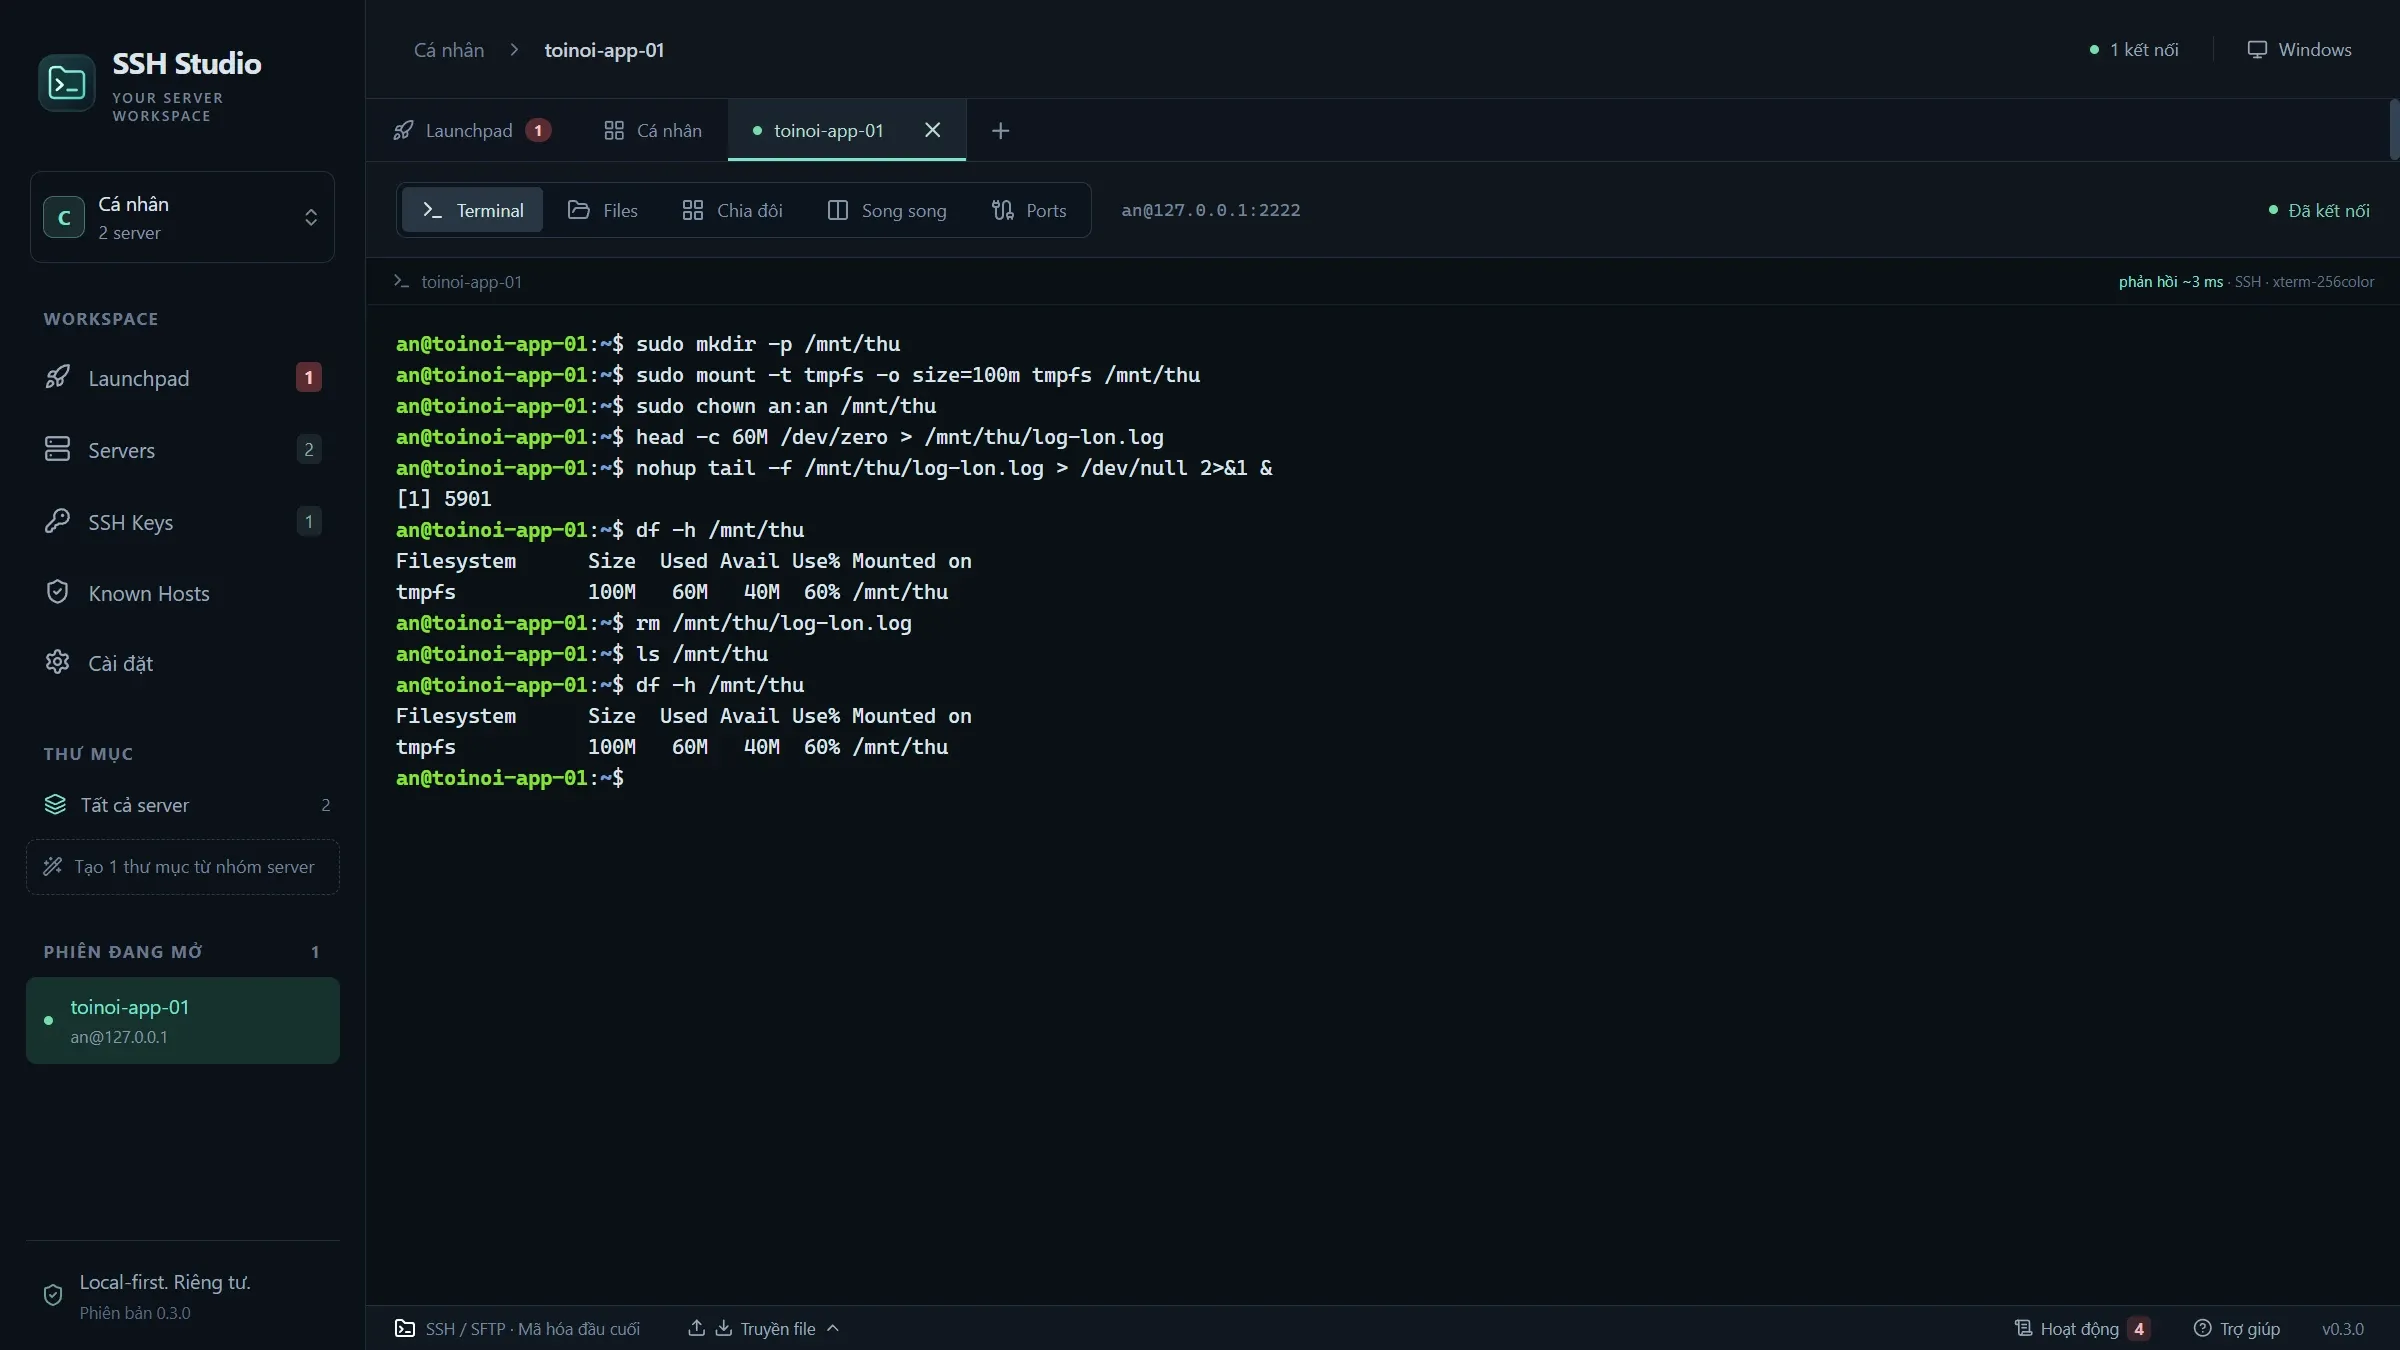 SSH Studio
YOUR SERVER
WORKSPACE
C
Cá nhân
2 server
WORKSPACE
Launchpad 1
Servers 2
SSH Keys 1
Known Hosts
Cài đặt
THƯ MỤC
Tất cả server 2
Tạo 1 thư mục từ nhóm server
PHIÊN ĐANG MỞ 1
toinoi-app-01
an@127.0.0.1
Local-first. Riêng tư.
Phiên bản 0.3.0
Cá nhân > toinoi-app-01
1 kết nối
Windows
Launchpad 1
Cá nhân
toinoi-app-01
Terminal
Files
Chia đôi
Song song
Ports
an@127.0.0.1:2222
Đã kết nối
toinoi-app-01
phản hồi ~3 ms · SSH · xterm-256color
an@toinoi-app-01:~$ sudo mkdir -p /mnt/thu
an@toinoi-app-01:~$ sudo mount -t tmpfs -o size=100m tmpfs /mnt/thu
an@toinoi-app-01:~$ sudo chown an:an /mnt/thu
an@toinoi-app-01:~$ head -c 60M /dev/zero > /mnt/thu/log-lon.log
an@toinoi-app-01:~$ nohup tail -f /mnt/thu/log-lon.log > /dev/null 2>&1 &
[1] 5901
an@toinoi-app-01:~$ df -h /mnt/thu
Filesystem      Size  Used Avail Use% Mounted on
tmpfs           100M   60M   40M  60% /mnt/thu
an@toinoi-app-01:~$ rm /mnt/thu/log-lon.log
an@toinoi-app-01:~$ ls /mnt/thu
an@toinoi-app-01:~$ df -h /mnt/thu
Filesystem      Size  Used Avail Use% Mounted on
tmpfs           100M   60M   40M  60% /mnt/thu
an@toinoi-app-01:~$
SSH / SFTP · Mã hóa đầu cuối
Truyền file
Hoạt động 4
Trợ giúp
v0.3.0